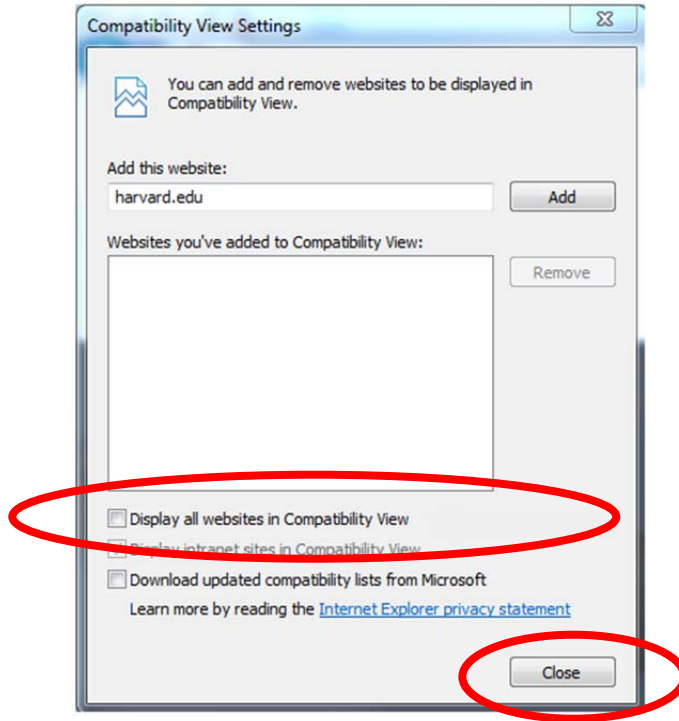 Compatibility View Settings
You can add and remove websites to be displayed in
Compatibility View.
Add this website:
harvard.edu
Add
Websites you've added to Compatibility View:
Remove
Display all websites in Compatibility View
Display intranet sites in Compatibility View
Download updated compatibility lists from Microsoft
Learn more by reading the Internet Explorer privacy statement
Close